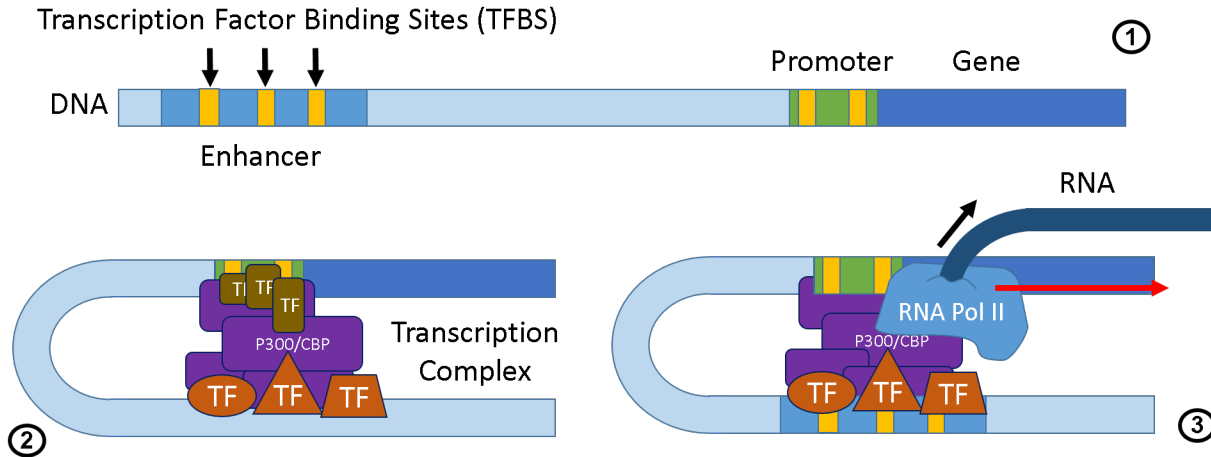 Transcription Factor Binding Sites (TFBS)
1
Promoter
Gene
DNA
Enhancer
RNA
TF
TF
TF
RNA Pol II
P300/CBP
Transcription
Complex
P300/CBP
TF
TF
TF
TF
TF
TF
2
3